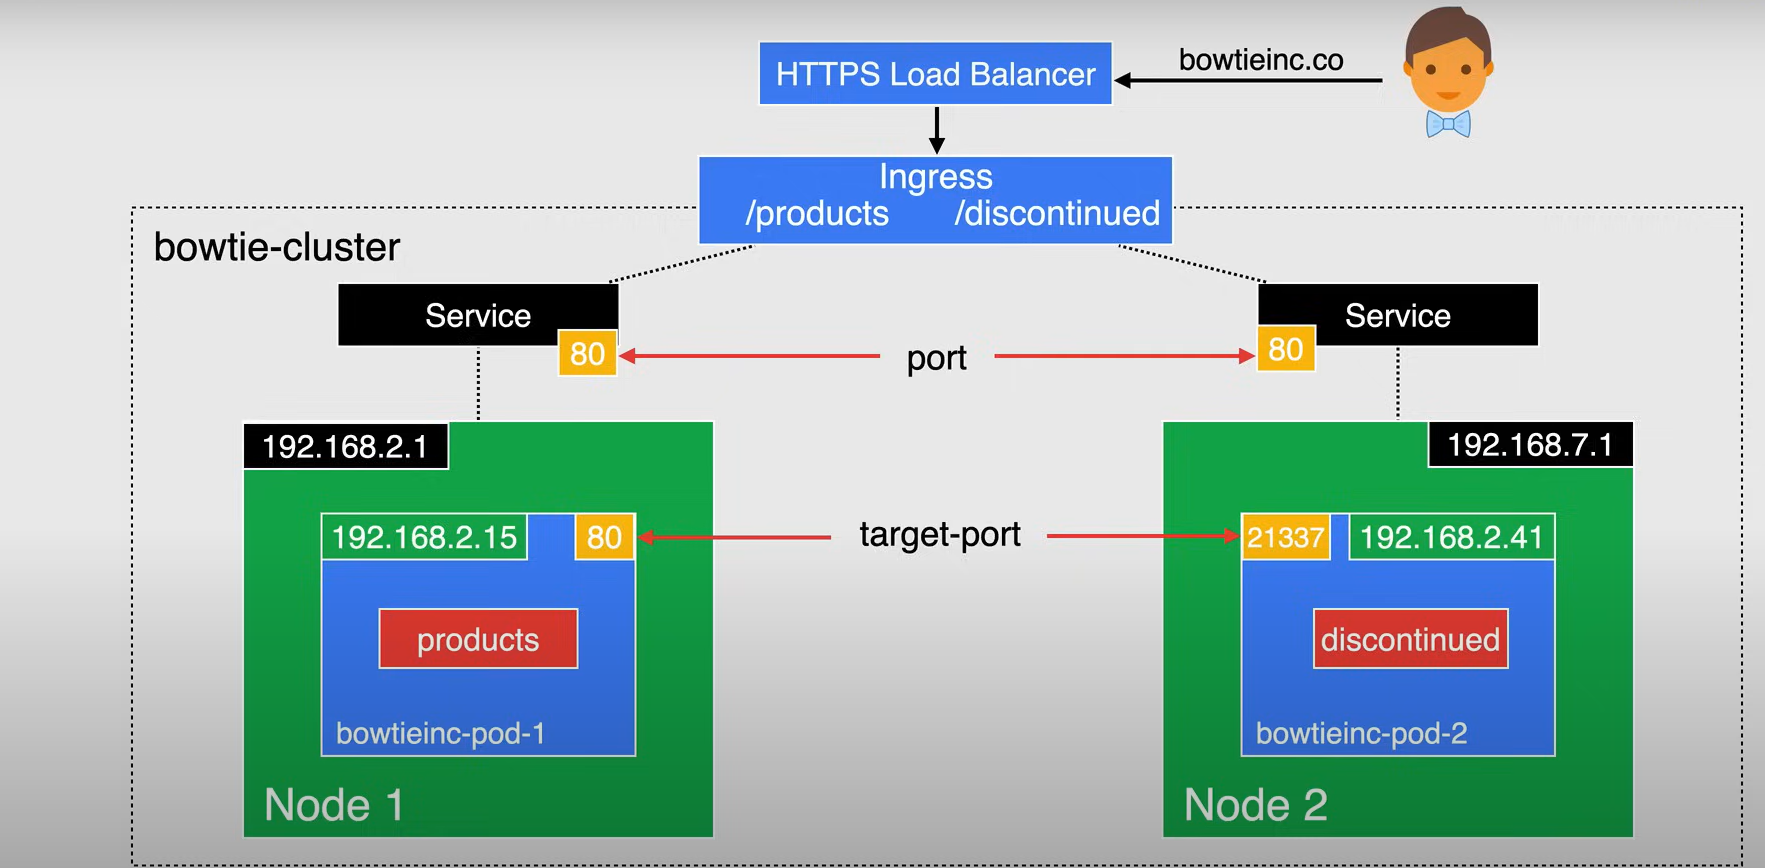 bowtieinc.co
HTTPS Load Balancer
Ingress
/products /discontinued
bowtie-cluster
Service
Service
80
port
80
192.168.2.1
192.168.7.1
192.168.2.15
80
target-port
21337
192.168.2.41
products
discontinued
bowtieinc-pod-1
bowtieinc-pod-2
Node 1
Node 2